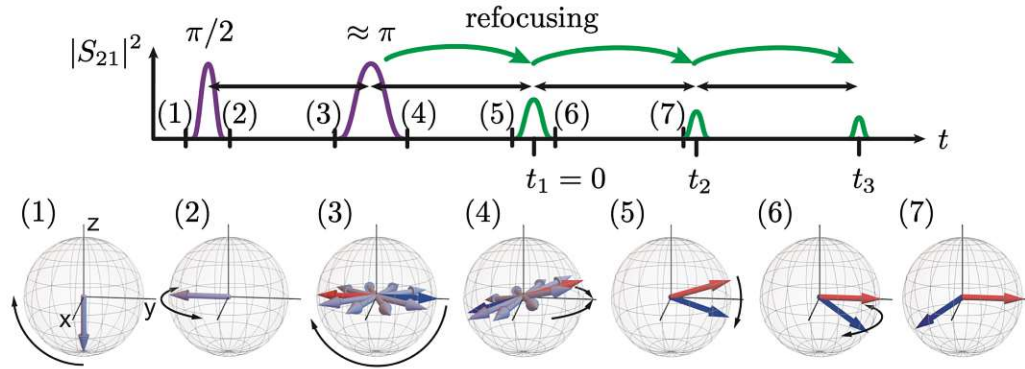 refocusing
π/2 ≈ π
|S₂₁|²
(1) (2) (3) (4) (5) (6) (7)
t
t₁ = 0 t₂ t₃
(1) (2) (3) (4) (5) (6) (7)
z
x y